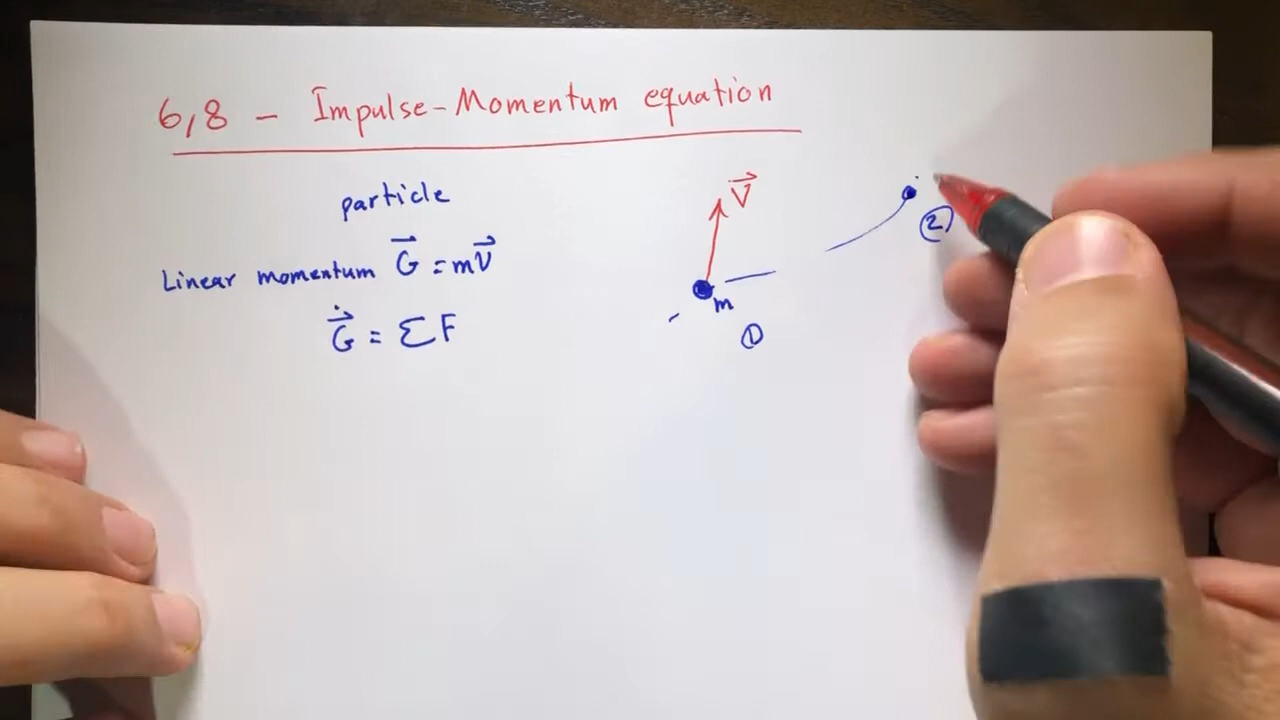 6,8 - Impulse-Momentum equation
particle
Linear momentum G⃗ = mV⃗
G⃗̇ = ΣF
V⃗
m
①
②